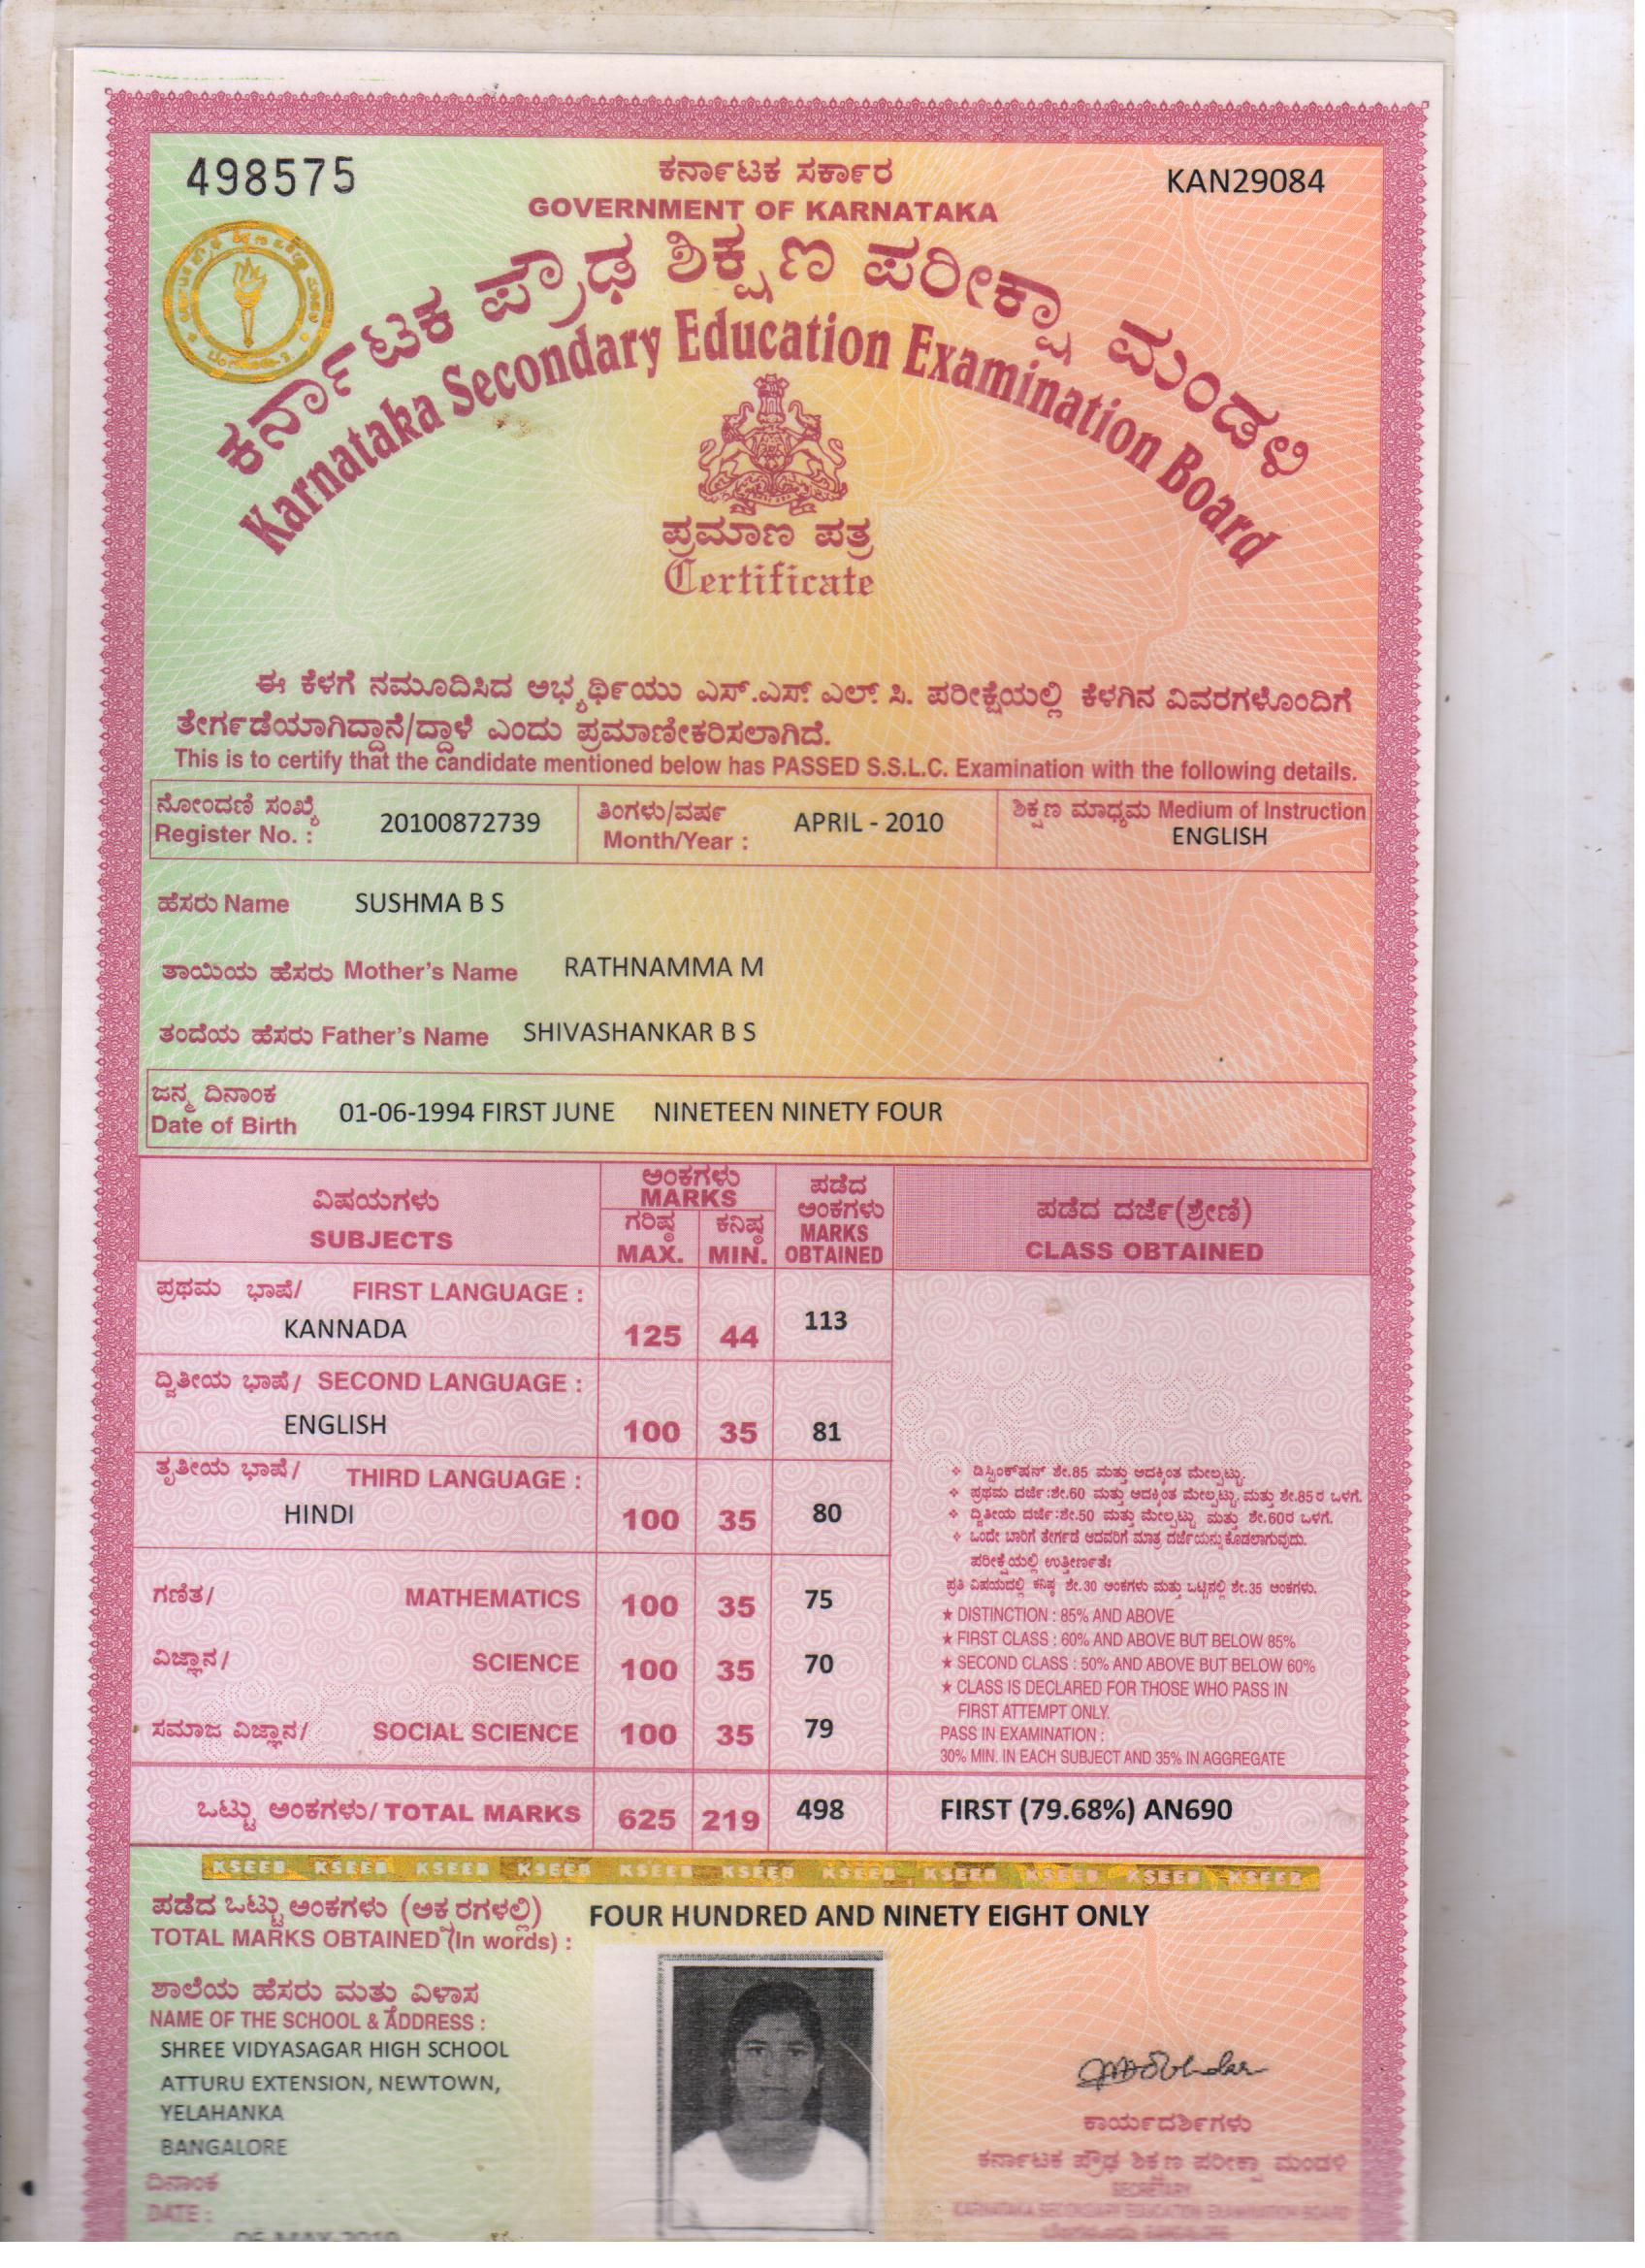 498575
ಕರ್ನಾಟಕ ಸರ್ಕಾರ
KAN29084
GOVERNMENT OF KARNATAKA
ಕರ್ನಾಟಕ ಪ್ರೌಢ ಶಿಕ್ಷಣ ಪರೀಕ್ಷಾ ಮಂಡಳಿ
Karnataka Secondary Education Examination Board
ಪ್ರಮಾಣ ಪತ್ರ
Certificate
ಈ ಕೆಳಗೆ ನಮೂದಿಸಿದ ಅಭ್ಯರ್ಥಿಯು ಎಸ್.ಎಸ್. ಎಲ್. ಸಿ. ಪರೀಕ್ಷೆಯಲ್ಲಿ ಕೆಳಗಿನ ವಿವರಗಳೊಂದಿಗೆ
ತೇರ್ಗಡೆಯಾಗಿದ್ದಾನೆ/ದ್ದಾಳೆ ಎಂದು ಪ್ರಮಾಣೀಕರಿಸಲಾಗಿದೆ.
This is to certify that the candidate mentioned below has PASSED S.S.L.C. Examination with the following details.
ನೋಂದಣಿ ಸಂಖ್ಯೆ
Register No. : 20100872739
ತಿಂಗಳು/ವರ್ಷ
Month/Year : APRIL - 2010
ಶಿಕ್ಷಣ ಮಾಧ್ಯಮ Medium of Instruction
ENGLISH
ಹೆಸರು Name SUSHMA B S
ತಾಯಿಯ ಹೆಸರು Mother's Name RATHNAMMA M
ತಂದೆಯ ಹೆಸರು Father's Name SHIVASHANKAR B S
ಜನ್ಮ ದಿನಾಂಕ
Date of Birth 01-06-1994 FIRST JUNE NINETEEN NINETY FOUR
ವಿಷಯಗಳು
SUBJECTS
ಅಂಕಗಳು
MARKS
ಗರಿಷ್ಠ
MAX.
ಕನಿಷ್ಠ
MIN.
ಪಡೆದ
ಅಂಕಗಳು
MARKS
OBTAINED
ಪಡೆದ ದರ್ಜೆ(ಶ್ರೇಣಿ)
CLASS OBTAINED
ಪ್ರಥಮ ಭಾಷೆ/ FIRST LANGUAGE :
KANNADA 125 44 113
ದ್ವಿತೀಯ ಭಾಷೆ/ SECOND LANGUAGE :
ENGLISH 100 35 81
ತೃತೀಯ ಭಾಷೆ/ THIRD LANGUAGE :
HINDI 100 35 80
ಗಣಿತ/ MATHEMATICS 100 35 75
ವಿಜ್ಞಾನ/ SCIENCE 100 35 70
ಸಮಾಜ ವಿಜ್ಞಾನ/ SOCIAL SCIENCE 100 35 79
❖ ಡಿಸ್ಟಿಂಕ್ಷನ್ ಶೇ.85 ಮತ್ತು ಅದಕ್ಕಿಂತ ಮೇಲ್ಪಟ್ಟು.
❖ ಪ್ರಥಮ ದರ್ಜೆ:ಶೇ.60 ಮತ್ತು ಅದಕ್ಕಿಂತ ಮೇಲ್ಪಟ್ಟು ಮತ್ತು ಶೇ.85ರ ಒಳಗೆ.
❖ ದ್ವಿತೀಯ ದರ್ಜೆ:ಶೇ.50 ಮತ್ತು ಮೇಲ್ಪಟ್ಟು ಮತ್ತು ಶೇ.60ರ ಒಳಗೆ.
❖ ಒಂದೇ ಬಾರಿಗೆ ತೇರ್ಗಡೆ ಆದವರಿಗೆ ಮಾತ್ರ ದರ್ಜೆಯನ್ನು ಕೊಡಲಾಗುವುದು.
ಪರೀಕ್ಷೆಯಲ್ಲಿ ಉತ್ತೀರ್ಣತೆ:
ಪ್ರತಿ ವಿಷಯದಲ್ಲಿ ಕನಿಷ್ಠ ಶೇ.30 ಅಂಕಗಳು ಮತ್ತು ಒಟ್ಟಿನಲ್ಲಿ ಶೇ.35 ಅಂಕಗಳು.
★ DISTINCTION : 85% AND ABOVE
★ FIRST CLASS : 60% AND ABOVE BUT BELOW 85%
★ SECOND CLASS : 50% AND ABOVE BUT BELOW 60%
★ CLASS IS DECLARED FOR THOSE WHO PASS IN
FIRST ATTEMPT ONLY.
PASS IN EXAMINATION :
30% MIN. IN EACH SUBJECT AND 35% IN AGGREGATE
ಒಟ್ಟು ಅಂಕಗಳು/ TOTAL MARKS 625 219 498 FIRST (79.68%) AN690
KSEEB KSEEB KSEEB KSEEB KSEEB KSEEB KSEEB KSEEB KSEEB KSEEB KSEEB
ಪಡೆದ ಒಟ್ಟು ಅಂಕಗಳು (ಅಕ್ಷರಗಳಲ್ಲಿ) FOUR HUNDRED AND NINETY EIGHT ONLY
TOTAL MARKS OBTAINED (In words) :
ಶಾಲೆಯ ಹೆಸರು ಮತ್ತು ವಿಳಾಸ
NAME OF THE SCHOOL & ADDRESS :
SHREE VIDYASAGAR HIGH SCHOOL
ATTURU EXTENSION, NEWTOWN,
YELAHANKA
BANGALORE
ದಿನಾಂಕ
DATE :
ಕಾರ್ಯದರ್ಶಿಗಳು
ಕರ್ನಾಟಕ ಪ್ರೌಢ ಶಿಕ್ಷಣ ಪರೀಕ್ಷಾ ಮಂಡಳಿ
SECRETARY
KARNATAKA SECONDARY EDUCATION EXAMINATION BOARD